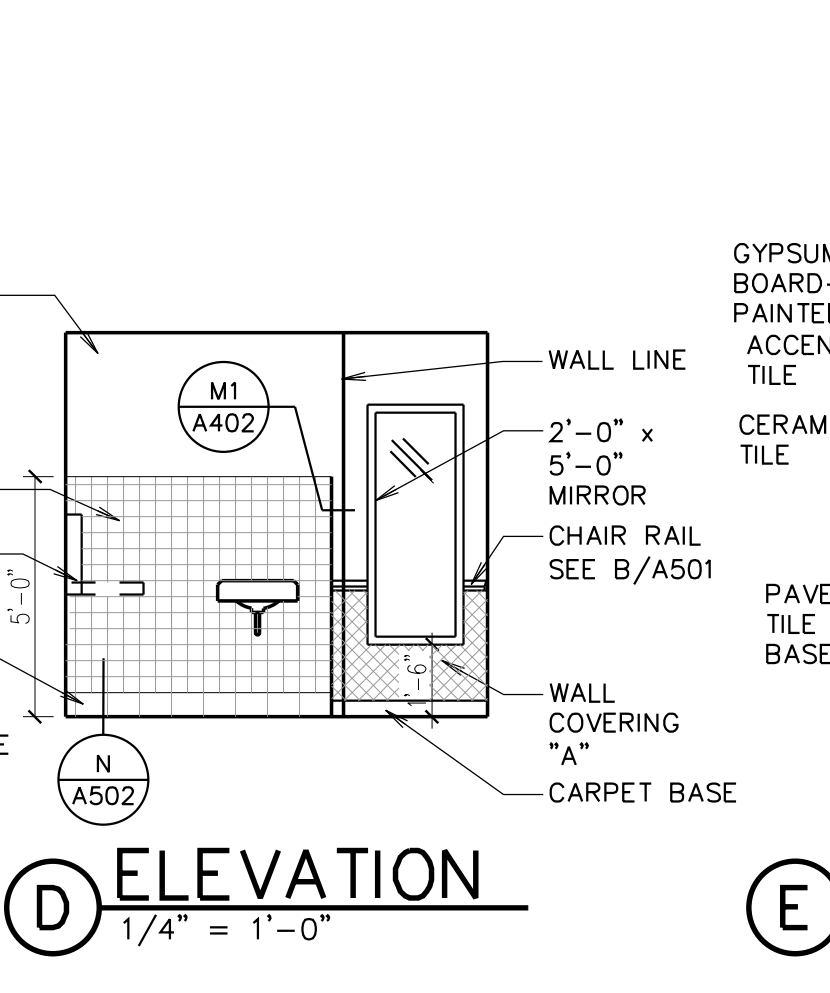 GYPSUM
BOARD-
PAINTE
ACCEN
TILE
CERAM
TILE
PAVE
TILE
BASE
WALL LINE
M1
A402
2'-0" x
5'-0"
MIRROR
CHAIR RAIL
SEE B/A501
5'-0"
1'-6"
WALL
COVERING
"A"
CARPET BASE
E
N
A502
D
ELEVATION
1/4" = 1'-0"
E